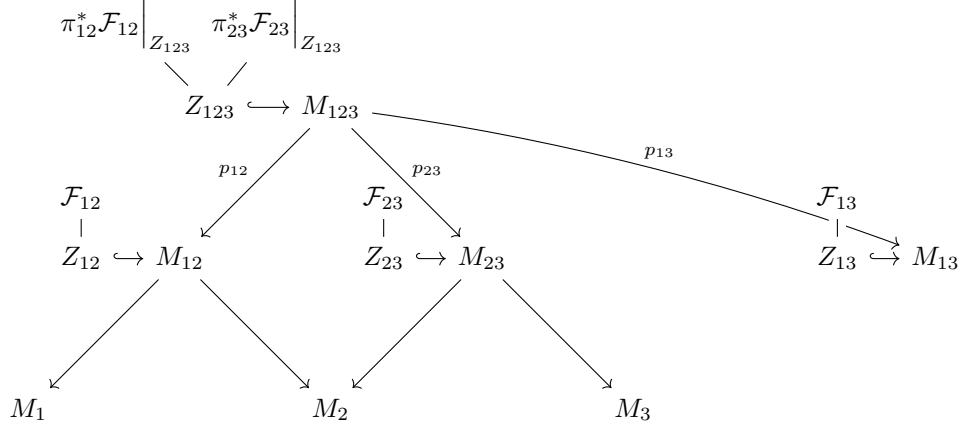 π*₁₂F₁₂|_{Z₁₂₃} π*₂₃F₂₃|_{Z₁₂₃}
Z₁₂₃ M₁₂₃
p₁₃
p₁₂ p₂₃
F₁₂ F₂₃ F₁₃
Z₁₂ M₁₂ Z₂₃ M₂₃ Z₁₃ M₁₃
M₁ M₂ M₃